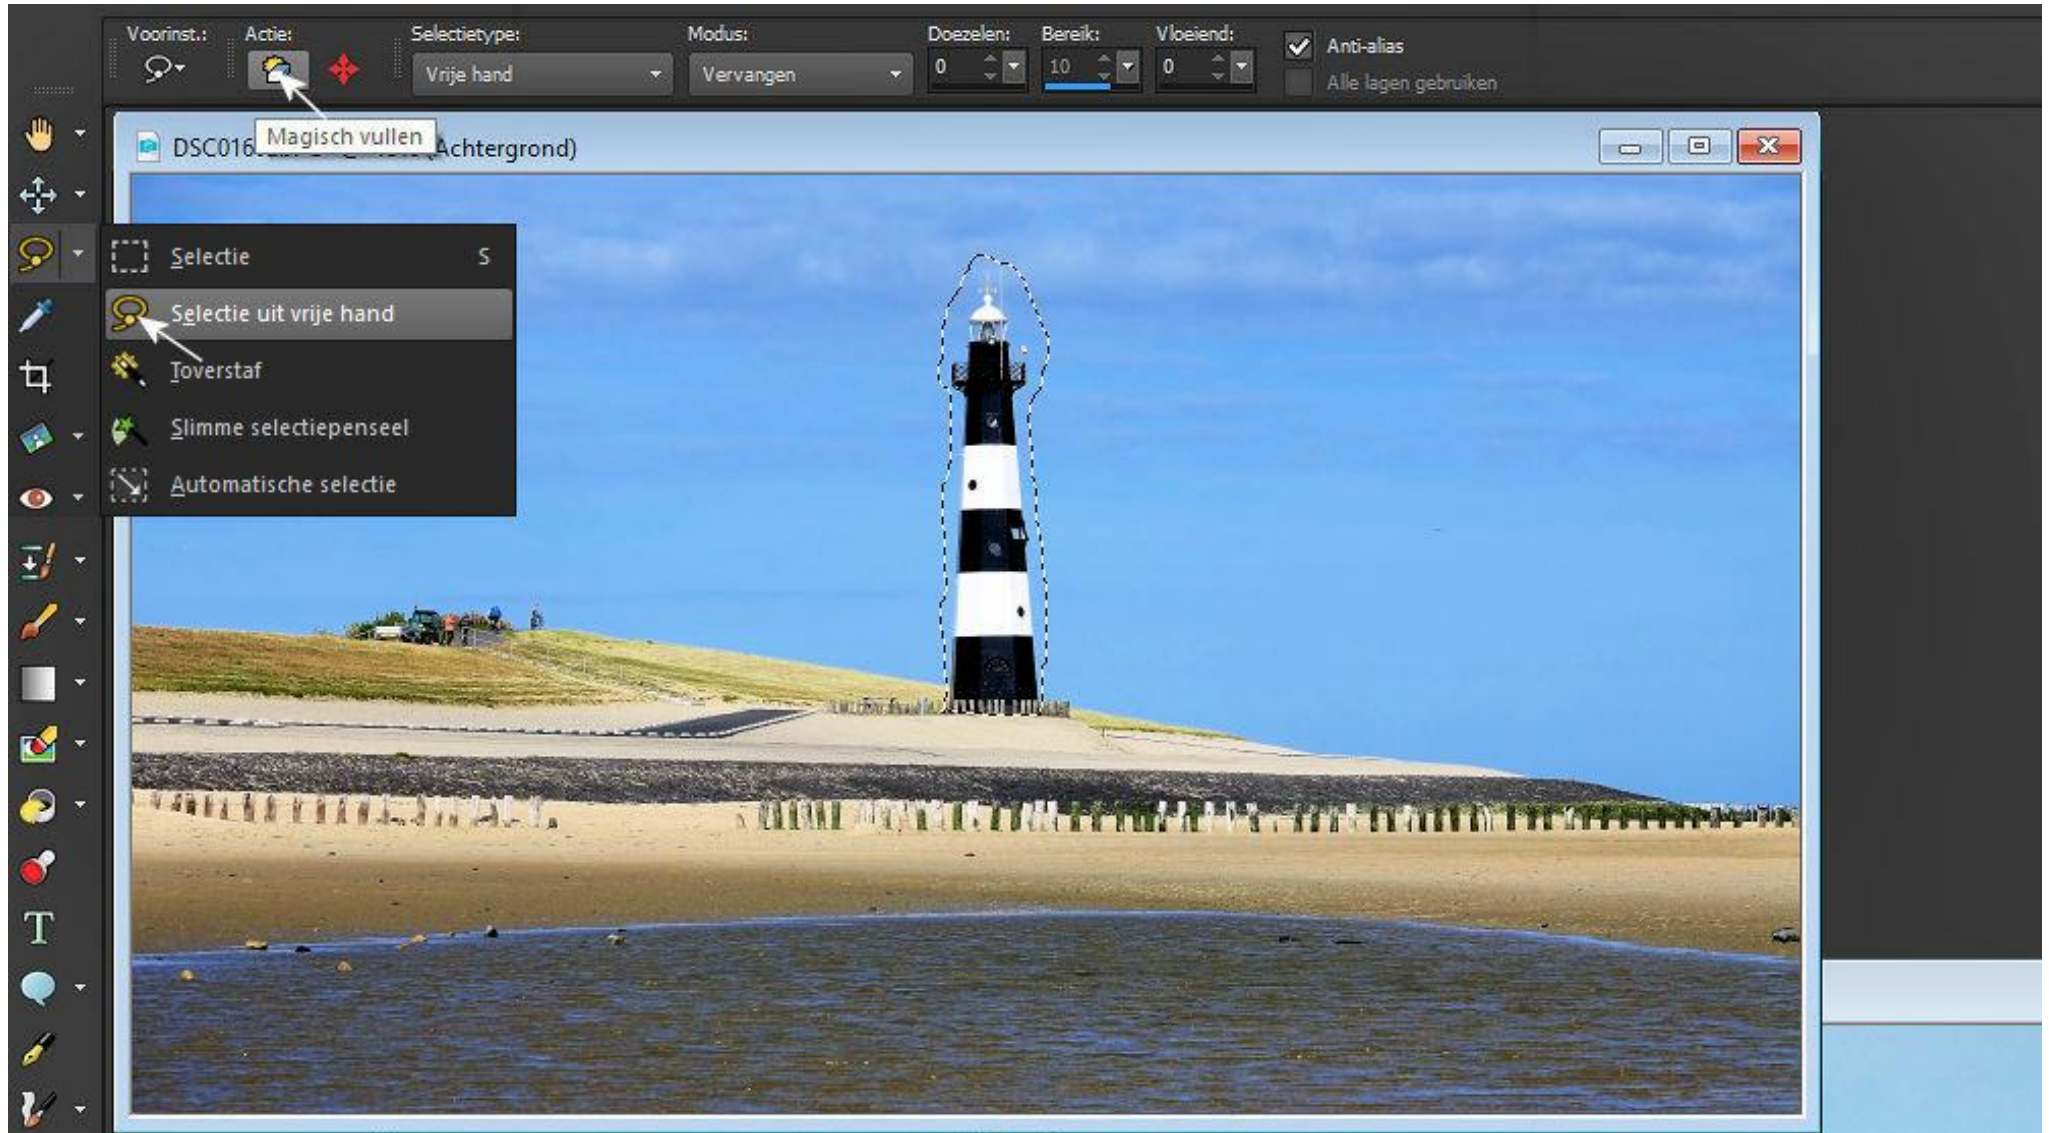 Voorinst.: Actie: Selectietype: Modus: Doezelen: Bereik: Vloeiend:
Vrije hand Vervangen 0 10 0 Anti-alias
Alle lagen gebruiken
Magisch vullen
DSC016 (Achtergrond)
Selectie S
Selectie uit vrije hand
Toverstaf
Slimme selectiepenseel
Automatische selectie
T